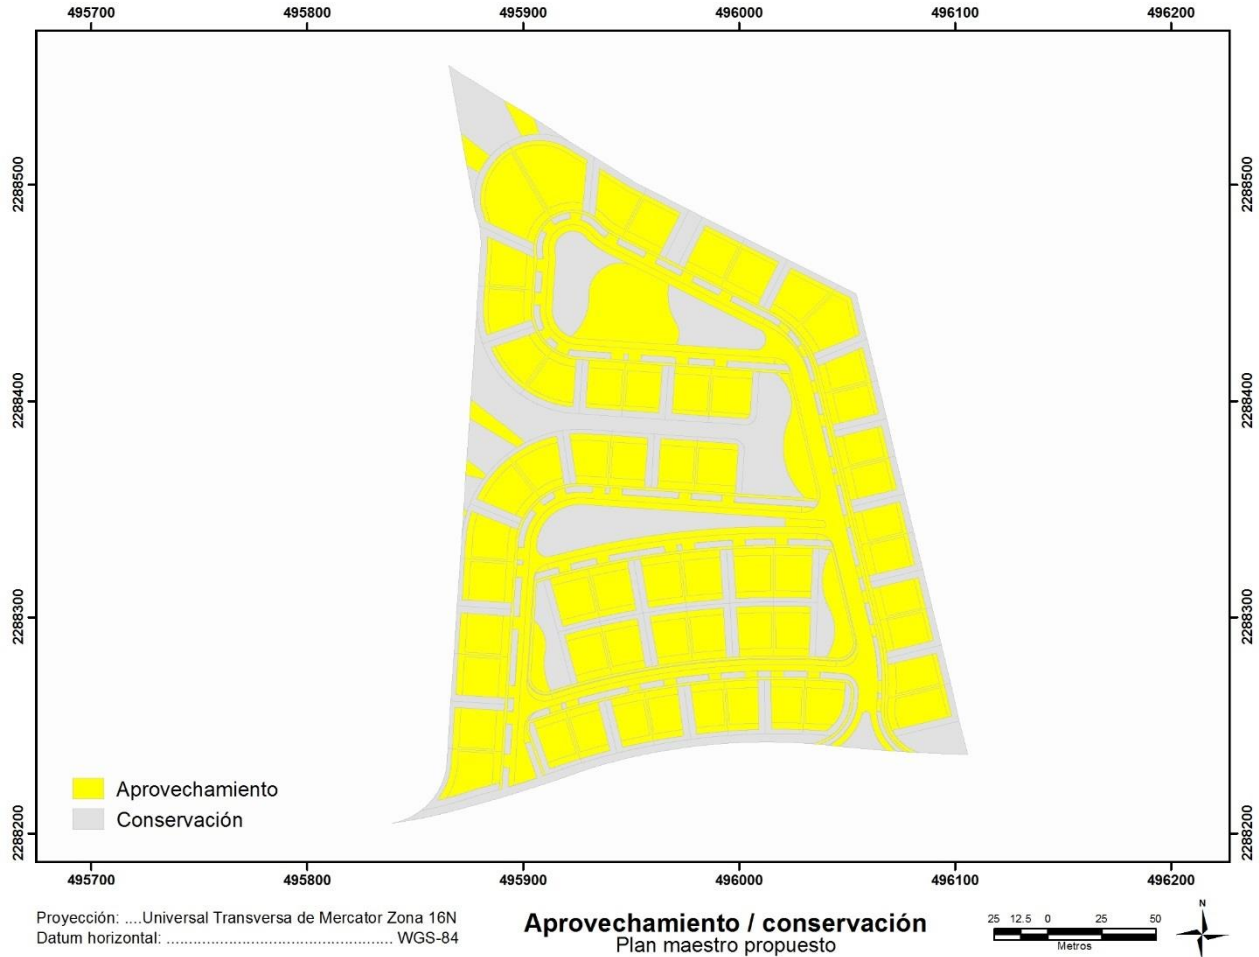 495700 495800 495900 496000 496100 496200
2288500 2288500
2288400 2288400
2288300 2288300
2288200 2288200
Aprovechamiento
Conservación
495700 495800 495900 496000 496100 496200
Proyección: ....Universal Transversa de Mercator Zona 16N
Datum horizontal: .................................................... WGS-84
Aprovechamiento / conservación
Plan maestro propuesto
25 12.5 0 25 50
Metros
N